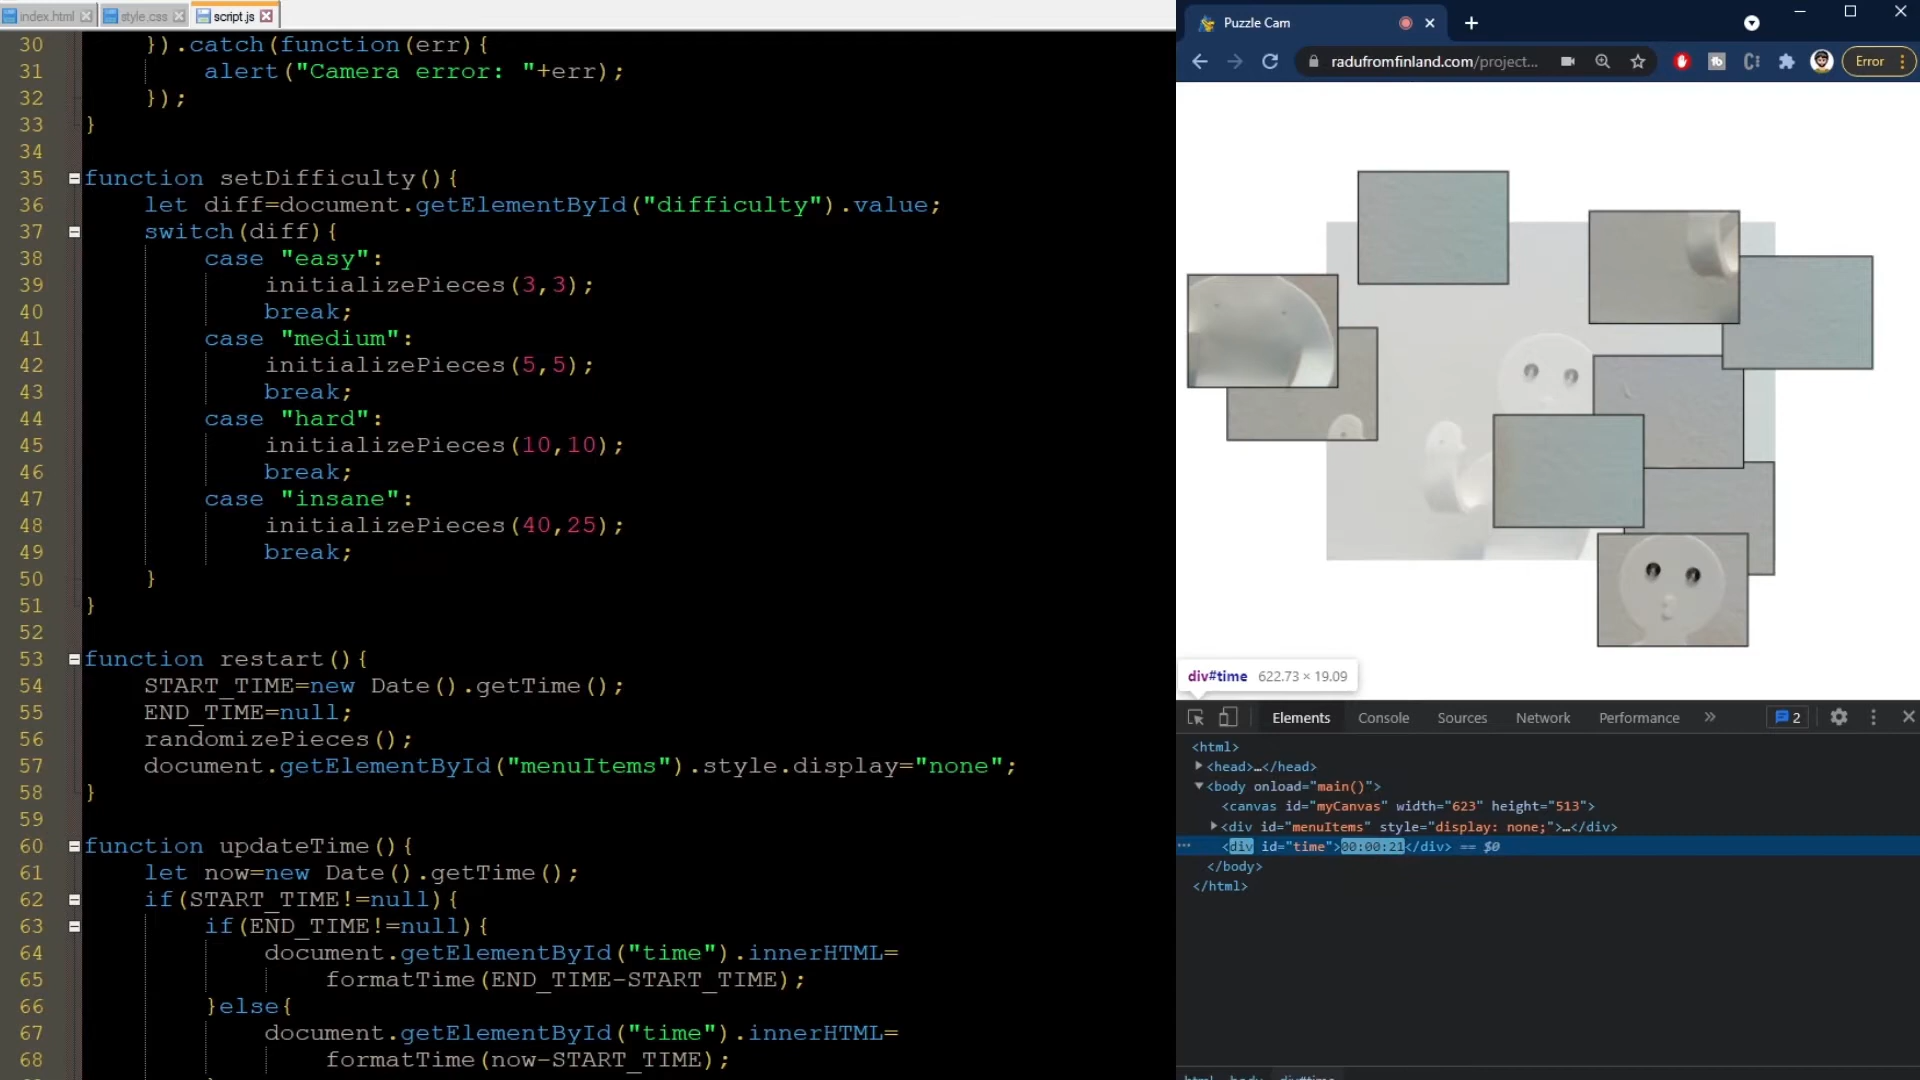 index.html
style.css
script.js
30 }).catch(function(err){
31 alert("Camera error: "+err);
32 });
33 }
34
35 function setDifficulty(){
36 let diff=document.getElementById("difficulty").value;
37 switch(diff){
38 case "easy":
39 initializePieces(3,3);
40 break;
41 case "medium":
42 initializePieces(5,5);
43 break;
44 case "hard":
45 initializePieces(10,10);
46 break;
47 case "insane":
48 initializePieces(40,25);
49 break;
50 }
51 }
52
53 function restart(){
54 START_TIME=new Date().getTime();
55 END_TIME=null;
56 randomizePieces();
57 document.getElementById("menuItems").style.display="none";
58 }
59
60 function updateTime(){
61 let now=new Date().getTime();
62 if(START_TIME!=null){
63 if(END_TIME!=null){
64 document.getElementById("time").innerHTML=
65 formatTime(END_TIME-START_TIME);
66 }else{
67 document.getElementById("time").innerHTML=
68 formatTime(now-START_TIME);
Puzzle Cam
radufromfinland.com/project...
Error
div#time 622.73 × 19.09
Elements Console Sources Network Performance » 2
<html>
<head>…</head>
<body onload="main()">
<canvas id="myCanvas" width="623" height="513">
<div id="menuItems" style="display: none;">…</div>
<div id="time">00:00:21</div> == $0
</body>
</html>